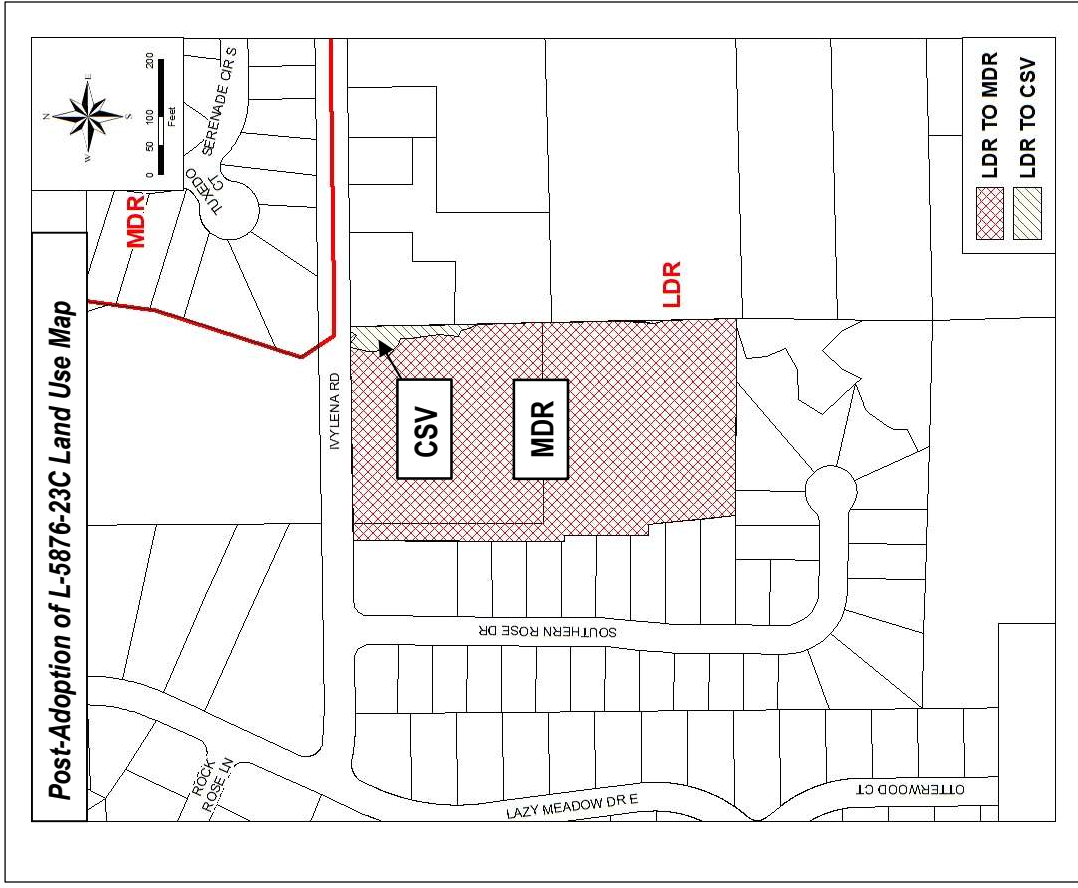 Post-Adoption of L-5876-23C Land Use Map
N
W
E
S
0
50
100
200
Feet
MDR
TUXEDO
CT
SERENADE CIR S
IVYLENA RD
CSV
MDR
LDR
SOUTHERN ROSE DR
ROCK
ROSE LN
LAZY MEADOW DR E
OTTERWOOD CT
LDR TO MDR
LDR TO CSV